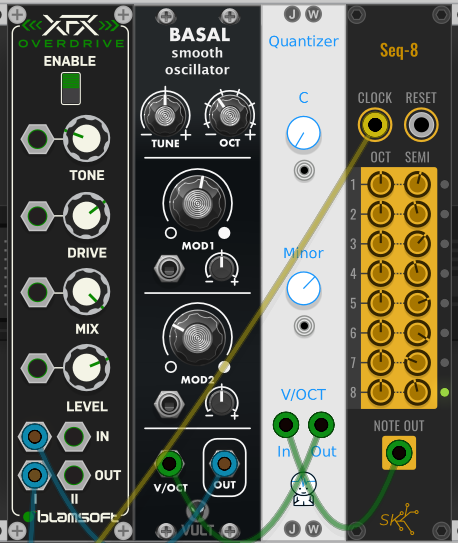 XFX
OVERDRIVE
ENABLE
TONE
DRIVE
MIX
LEVEL
IN
OUT
blamsoft
BASAL
smooth
oscillator
TUNE
OCT
MOD1
MOD2
V/OCT
OUT
VULT
J W
Quantizer
C
Minor
V/OCT
In Out
J W
Seq-8
CLOCK RESET
OCT SEMI
1
2
3
4
5
6
7
8
NOTE OUT
SK